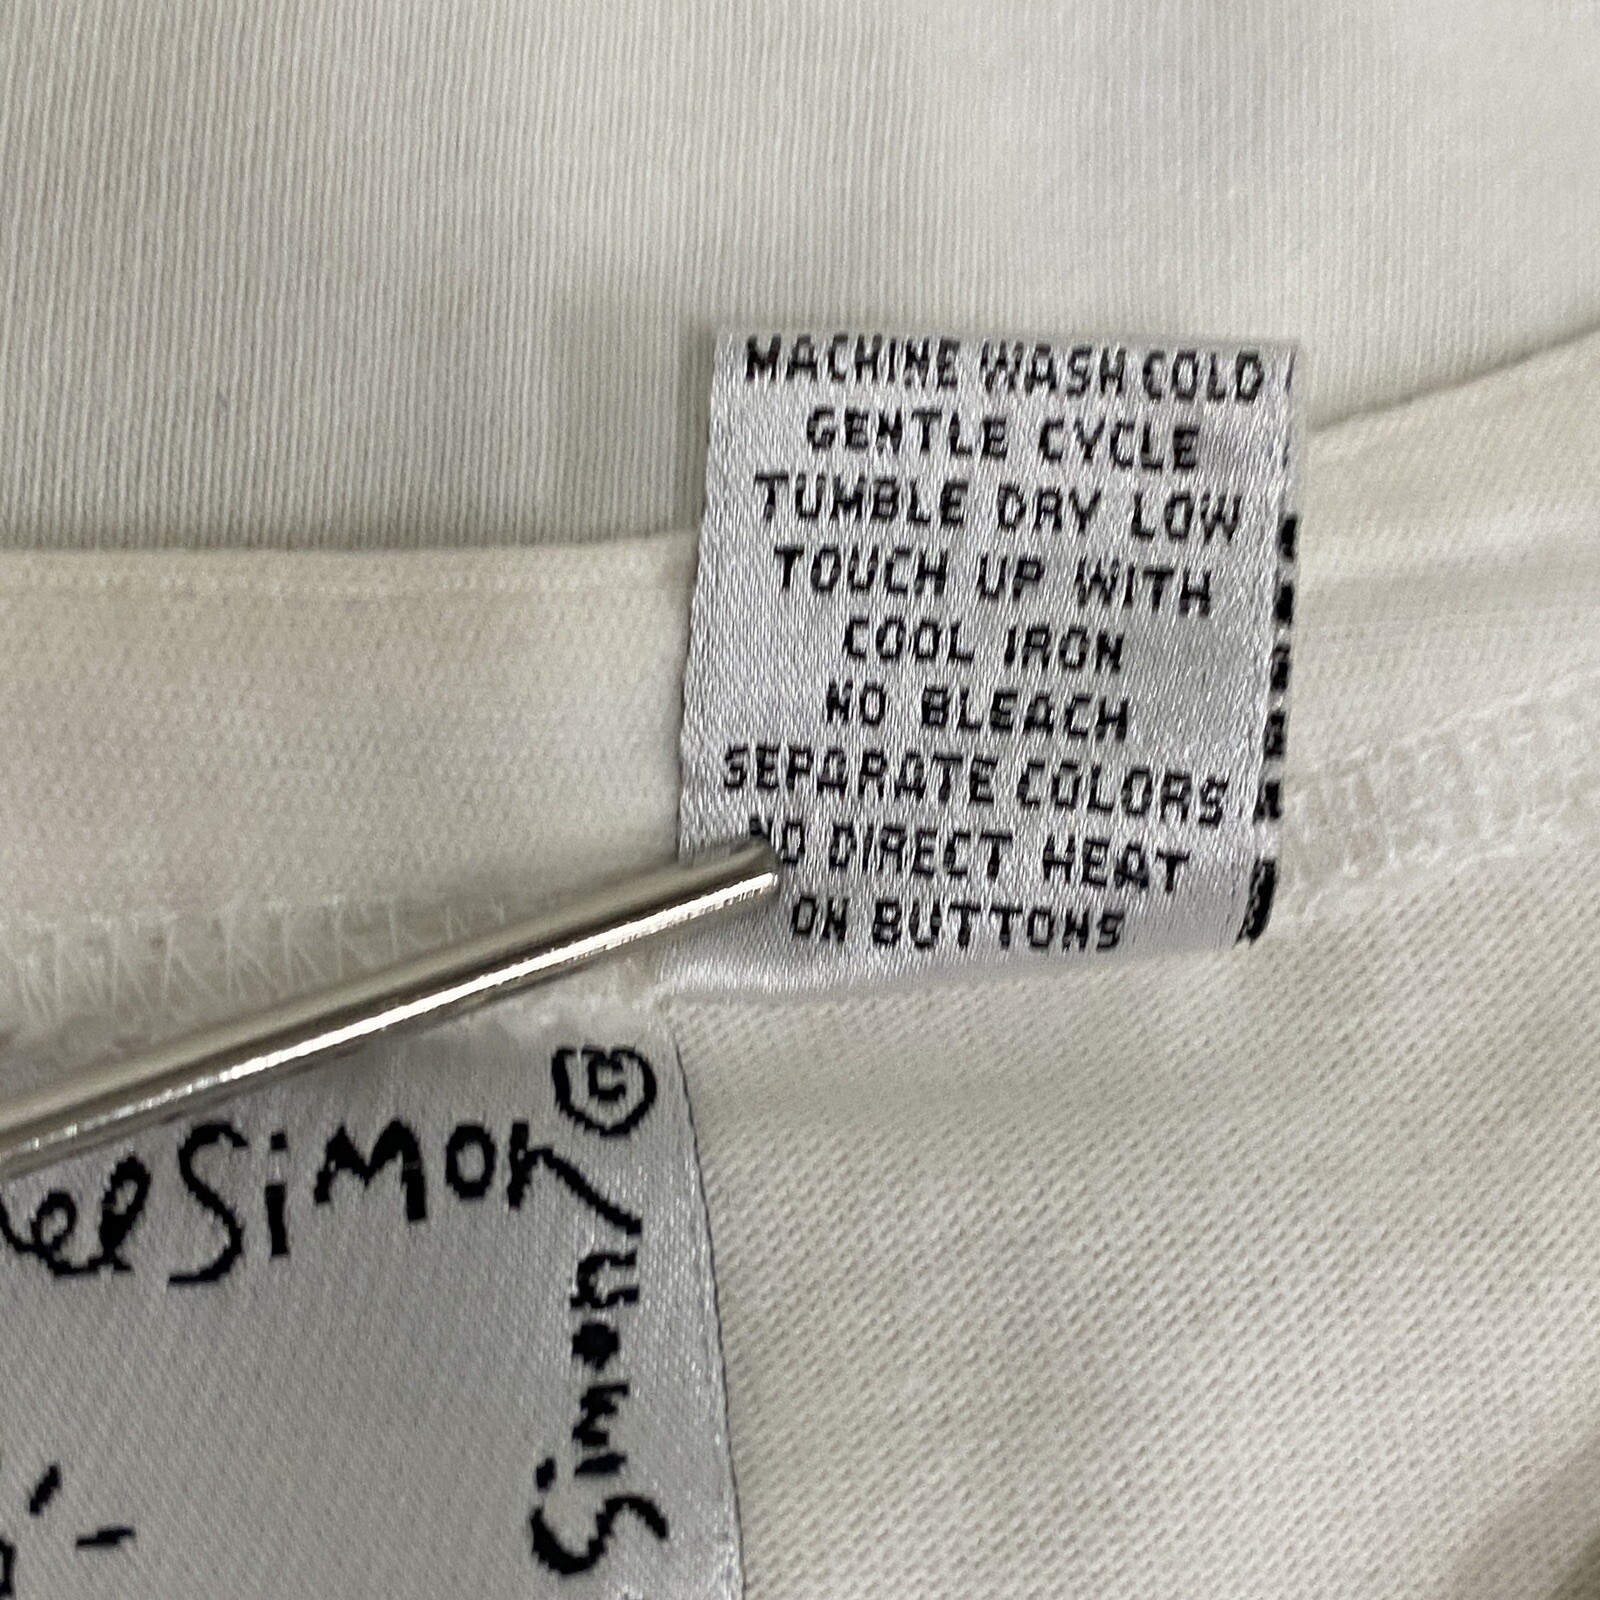 MACHINE WASH COLD
GENTLE CYCLE
TUMBLE DRY LOW
TOUCH UP WITH
COOL IRON
NO BLEACH
SEPARATE COLORS
NO DIRECT HEAT
ON BUTTONS
©
Simon
Simon